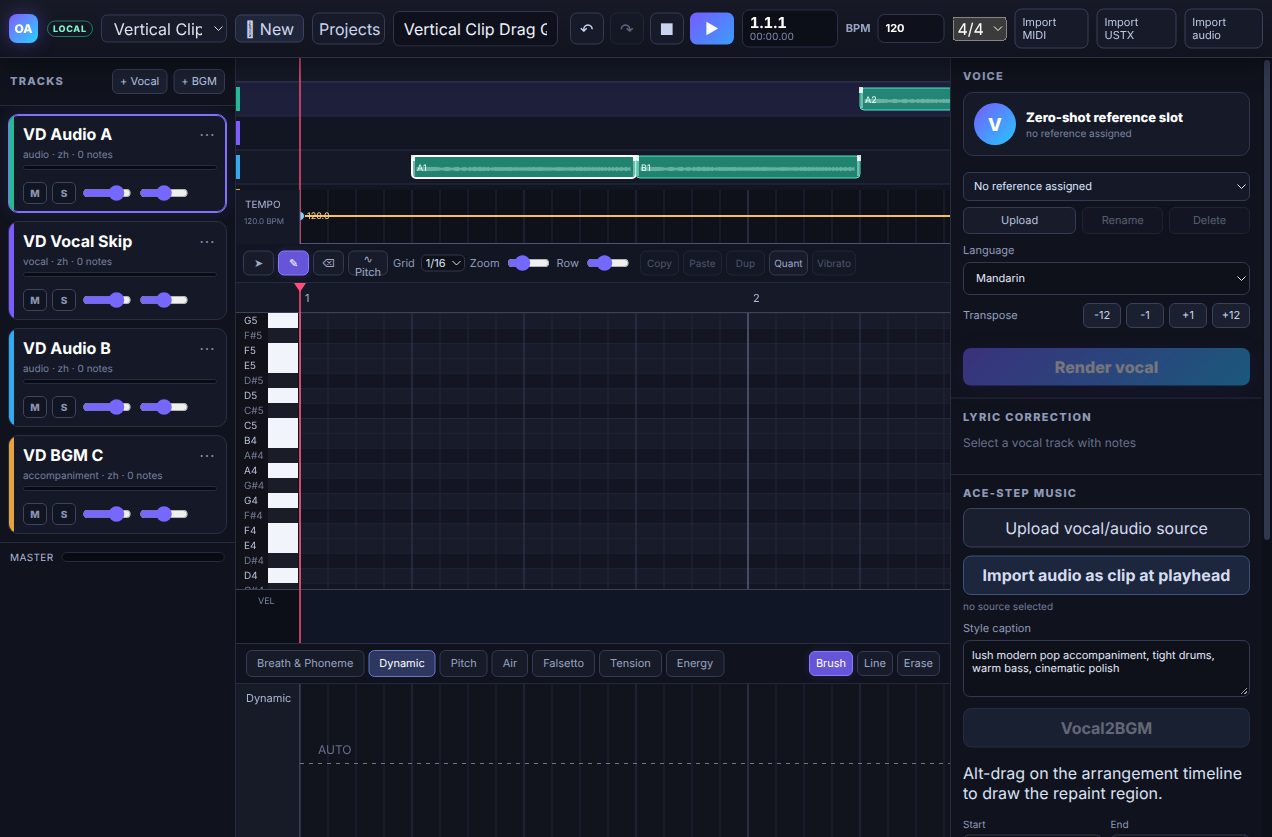 OA
LOCAL
Vertical Clip
New
Projects
Vertical Clip Drag
1.1.1
00:00.00
BPM
120
4/4
Import
MIDI
Import
USTX
Import
audio
TRACKS
+ Vocal
+ BGM
VD Audio A
audio · zh · 0 notes
M
S
VD Vocal Skip
vocal · zh · 0 notes
M
S
VD Audio B
audio · zh · 0 notes
M
S
VD BGM C
accompaniment · zh · 0 notes
M
S
MASTER
A2
A1
B1
TEMPO
120.0 BPM
120.0
Pitch
Grid
1/16
Zoom
Row
Copy
Paste
Dup
Quant
Vibrato
1
2
G5
F#5
F5
E5
D#5
D5
C#5
C5
B4
A#4
A4
G#4
G4
F#4
F4
E4
D#4
D4
VEL
Breath & Phoneme
Dynamic
Pitch
Air
Falsetto
Tension
Energy
Brush
Line
Erase
Dynamic
AUTO
VOICE
V
Zero-shot reference slot
no reference assigned
No reference assigned
Upload
Rename
Delete
Language
Mandarin
Transpose
-12
-1
+1
+12
Render vocal
LYRIC CORRECTION
Select a vocal track with notes
ACE-STEP MUSIC
Upload vocal/audio source
Import audio as clip at playhead
no source selected
Style caption
lush modern pop accompaniment, tight drums,
warm bass, cinematic polish
Vocal2BGM
Alt-drag on the arrangement timeline
to draw the repaint region.
Start
End